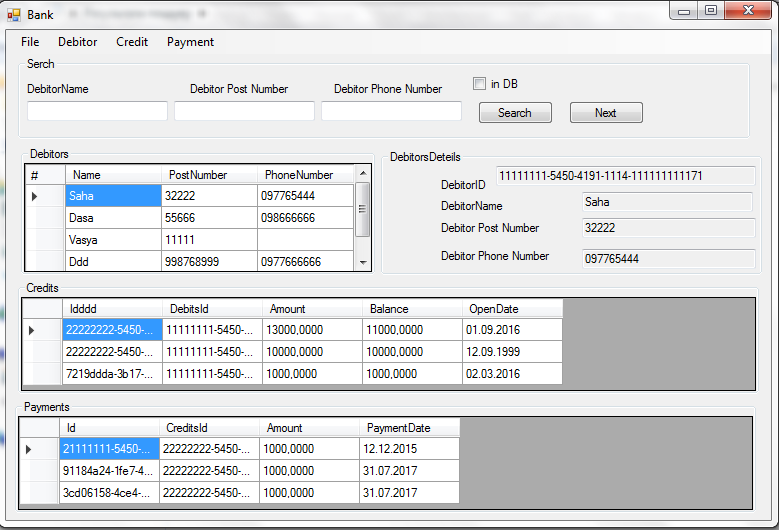 Bank
File Debitor Credit Payment
Serch
DebitorName Debitor Post Number Debitor Phone Number in DB
Search Next
Debitors
# Name PostNumber PhoneNumber
Saha 32222 097765444
Dasa 55666 098666666
Vasya 11111
Ddd 998768999 0977666666
DebitorsDeteils
DebitorID 11111111-5450-4191-1114-111111111171
DebitorName Saha
Debitor Post Number 32222
Debitor Phone Number 097765444
Credits
Idddd DebitsId Amount Balance OpenDate
22222222-5450-... 11111111-5450-... 13000,0000 11000,0000 01.09.2016
22222222-5450-... 11111111-5450-... 10000,0000 10000,0000 12.09.1999
7219ddda-3b17-... 11111111-5450-... 1000,0000 1000,0000 02.03.2016
Payments
Id CreditsId Amount PaymentDate
21111111-5450-... 22222222-5450-... 1000,0000 12.12.2015
91184a24-1fe7-4... 22222222-5450-... 1000,0000 31.07.2017
3cd06158-4ce4-... 22222222-5450-... 1000,0000 31.07.2017